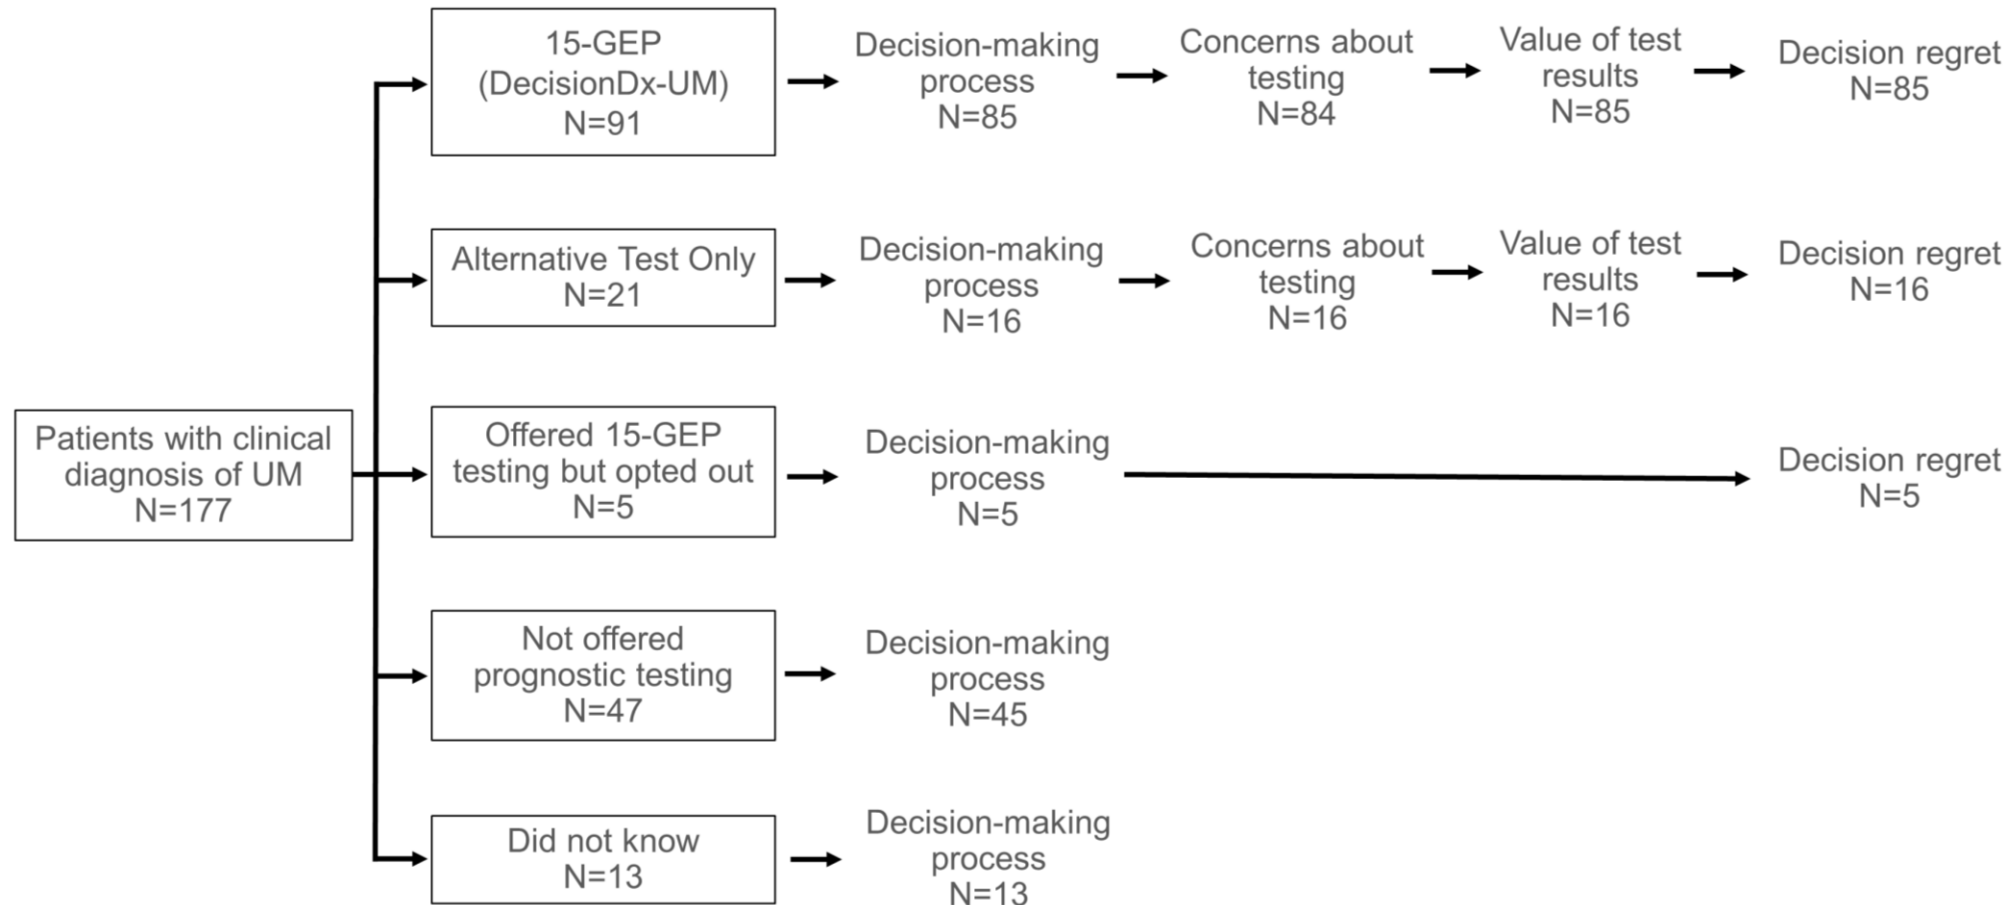 Patients with clinical
diagnosis of UM
N=177
15-GEP
(DecisionDx-UM)
N=91
Decision-making
process
N=85
Concerns about
testing
N=84
Value of test
results
N=85
Decision regret
N=85
Alternative Test Only
N=21
Decision-making
process
N=16
Concerns about
testing
N=16
Value of test
results
N=16
Decision regret
N=16
Offered 15-GEP
testing but opted out
N=5
Decision-making
process
N=5
Decision regret
N=5
Not offered
prognostic testing
N=47
Decision-making
process
N=45
Did not know
N=13
Decision-making
process
N=13